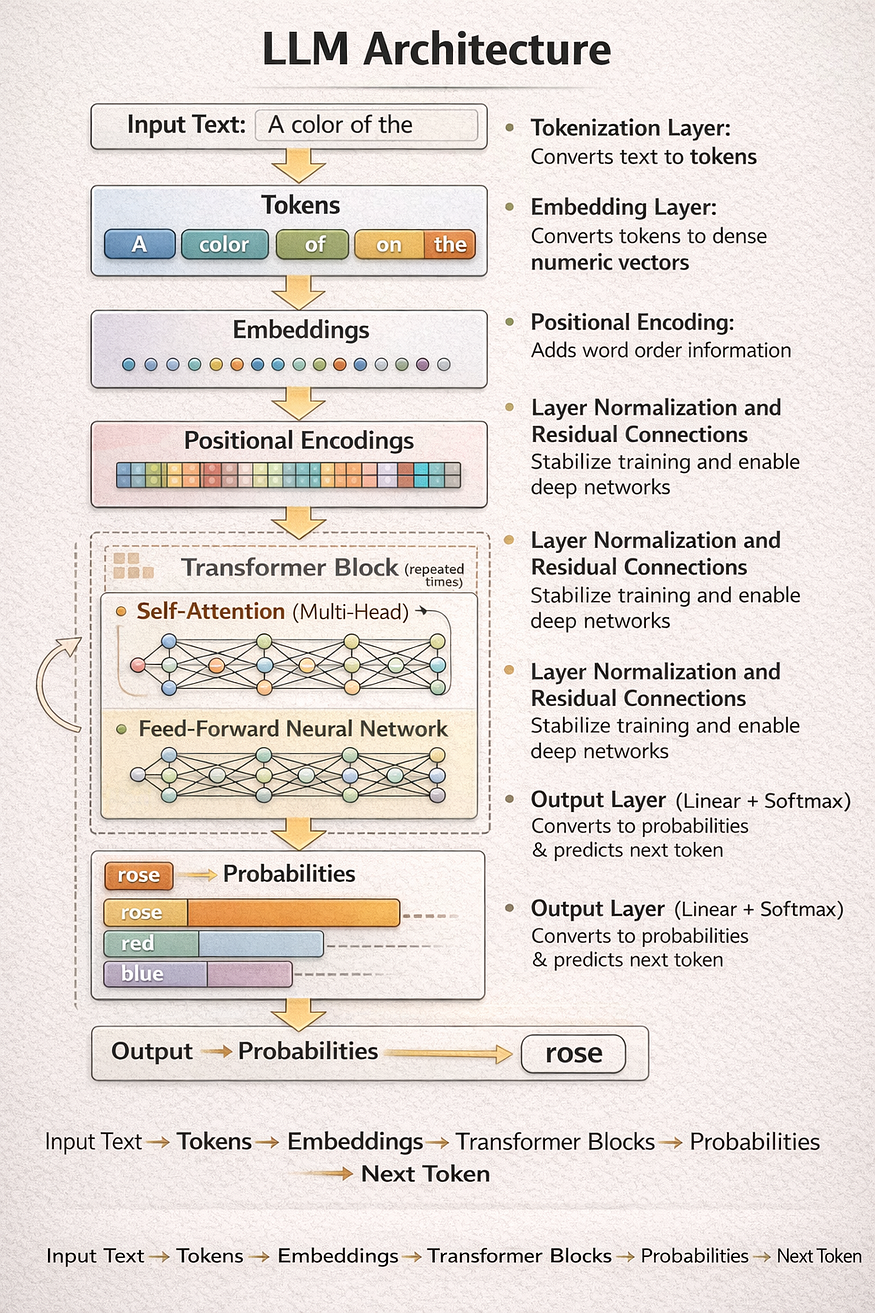 LLM Architecture
Input Text: A color of the
Tokens
A color of on the
Embeddings
Positional Encodings
Transformer Block (repeated
times)
Self-Attention (Multi-Head)
Feed-Forward Neural Network
rose → Probabilities
rose
red
blue
Output → Probabilities → rose
• Tokenization Layer:
Converts text to tokens
• Embedding Layer:
Converts tokens to dense
numeric vectors
• Positional Encoding:
Adds word order information
• Layer Normalization and
Residual Connections
Stabilize training and enable
deep networks
• Layer Normalization and
Residual Connections
Stabilize training and enable
deep networks
• Layer Normalization and
Residual Connections
Stabilize training and enable
deep networks
• Output Layer (Linear + Softmax)
Converts to probabilities
& predicts next token
• Output Layer (Linear + Softmax)
Converts to probabilities
& predicts next token
Input Text → Tokens → Embeddings → Transformer Blocks → Probabilities
→ Next Token
Input Text → Tokens → Embeddings → Transformer Blocks → Probabilities → Next Token